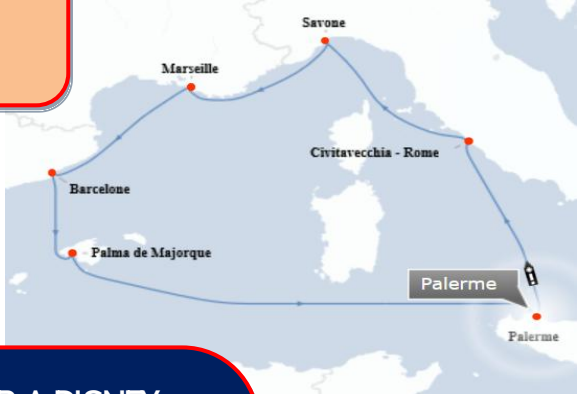 Savone
Marseille
Civitavecchia - Rome
Barcelone
Palma de Majorque
Palerme
Palerme